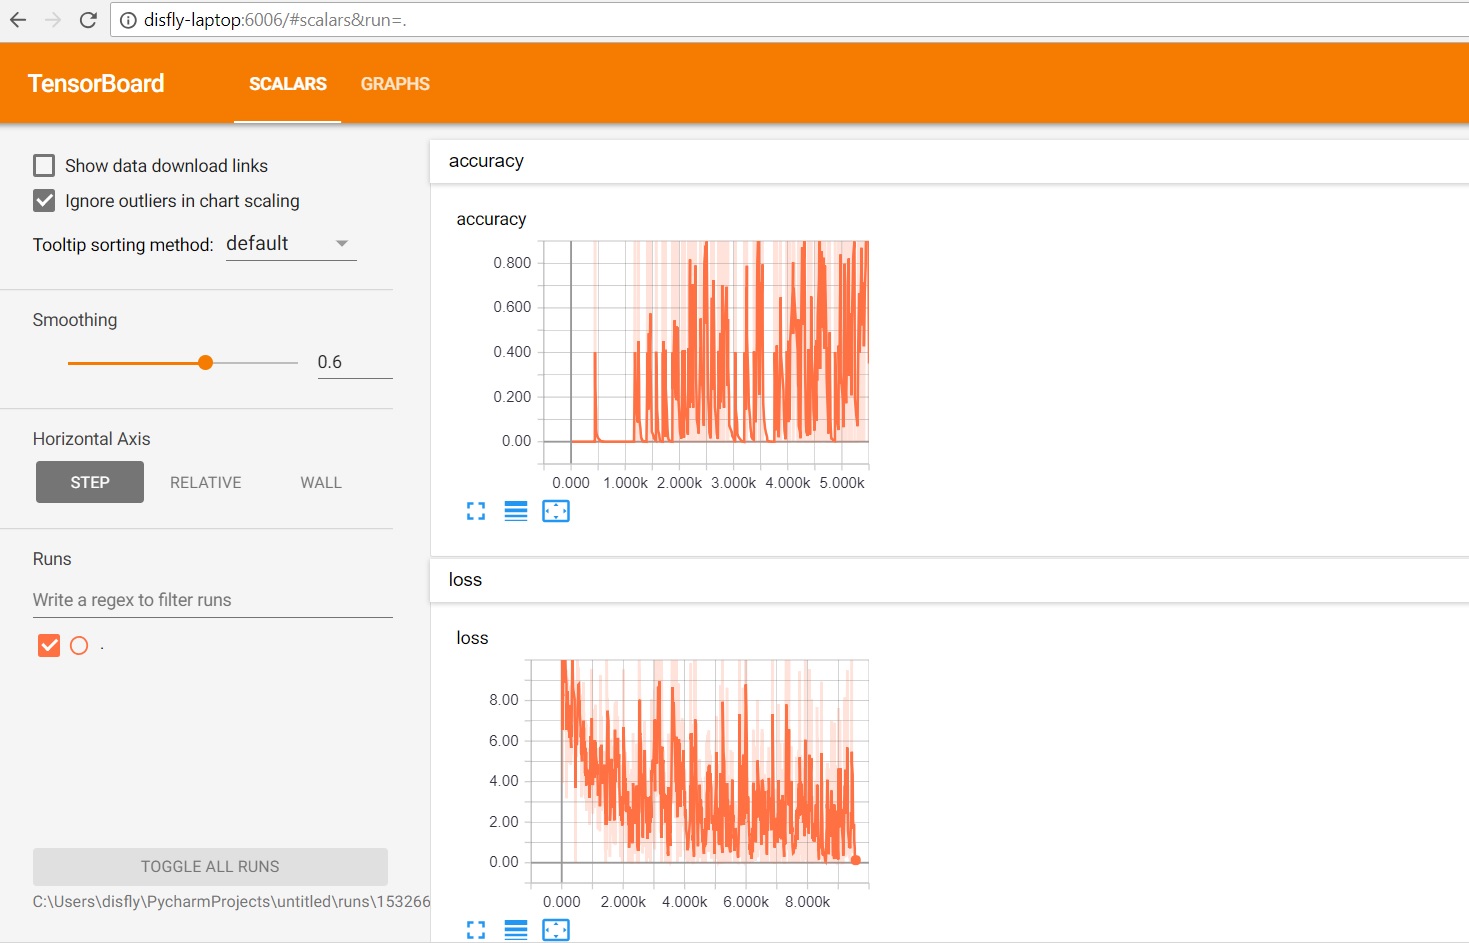 disfly-laptop:6006/#scalars&run=.
TensorBoard SCALARS GRAPHS
Show data download links
Ignore outliers in chart scaling
Tooltip sorting method: default
Smoothing
0.6
Horizontal Axis
STEP RELATIVE WALL
Runs
Write a regex to filter runs
.
TOGGLE ALL RUNS
C:\Users\disfly\PycharmProjects\untitled\runs\153266
accuracy
accuracy
0.800
0.600
0.400
0.200
0.00
0.000 1.000k 2.000k 3.000k 4.000k 5.000k
loss
loss
8.00
6.00
4.00
2.00
0.00
0.000 2.000k 4.000k 6.000k 8.000k